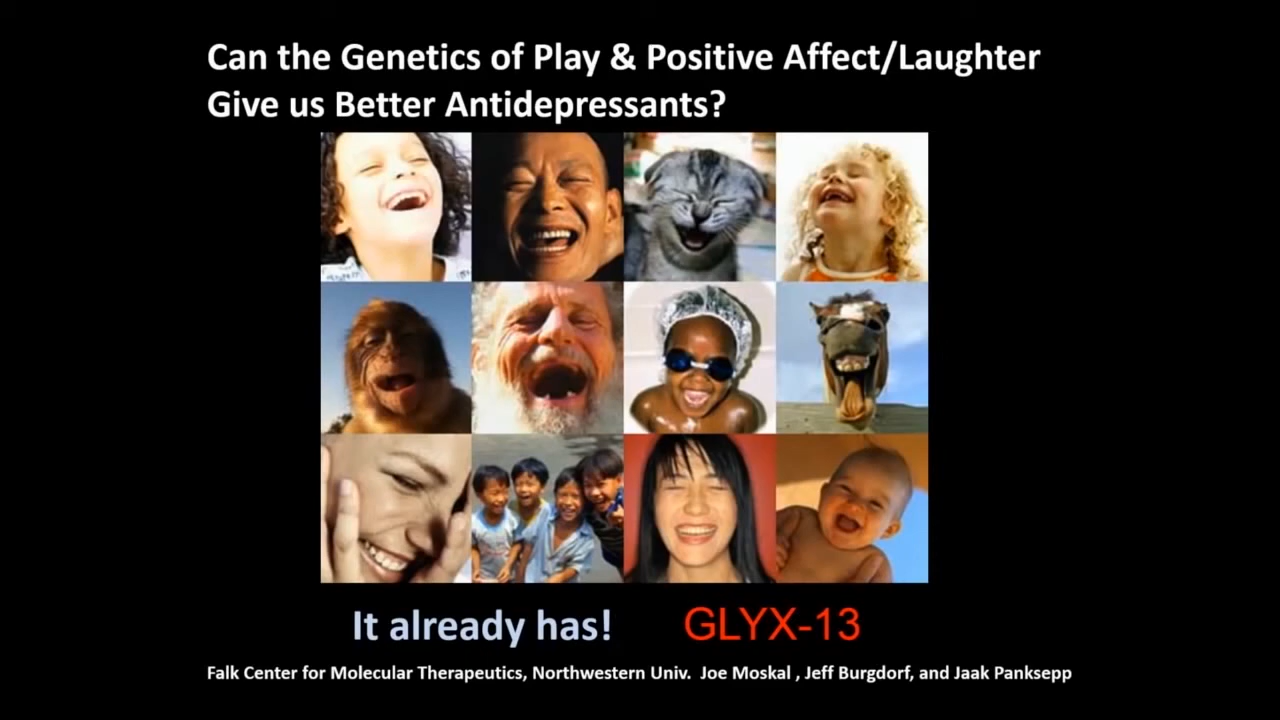 Can the Genetics of Play & Positive Affect/Laughter
Give us Better Antidepressants?
It already has! GLYX-13
Falk Center for Molecular Therapeutics, Northwestern Univ. Joe Moskal , Jeff Burgdorf, and Jaak Panksepp